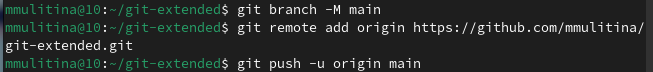 mmulitina@10:~/git-extended$ git branch -M main
mmulitina@10:~/git-extended$ git remote add origin https://github.com/mmulitina/
git-extended.git
mmulitina@10:~/git-extended$ git push -u origin main